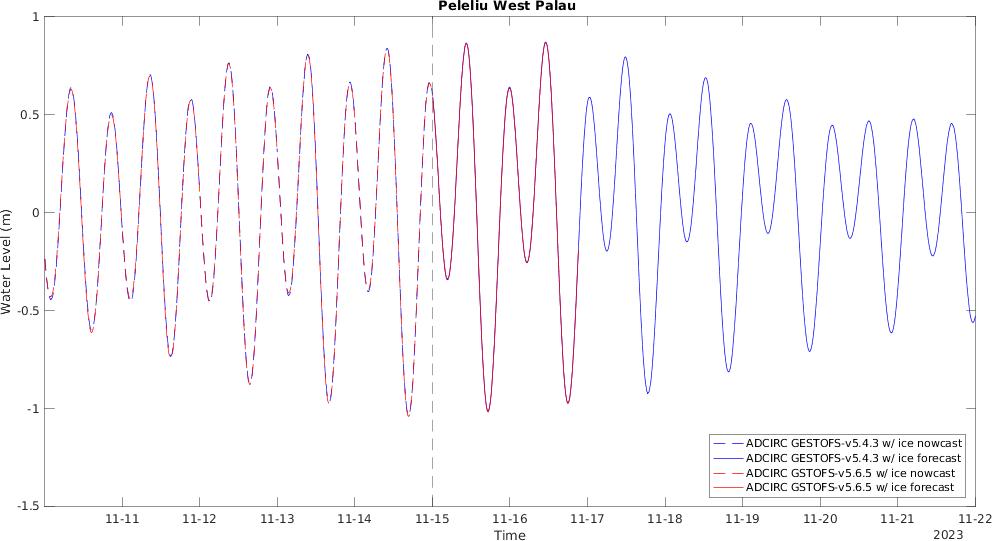 Peleliu West Palau
1
0.5
0
-0.5
-1
-1.5
Water Level (m)
ADCIRC GESTOFS-v5.4.3 w/ ice nowcast
ADCIRC GESTOFS-v5.4.3 w/ ice forecast
ADCIRC GSTOFS-v5.6.5 w/ ice nowcast
ADCIRC GSTOFS-v5.6.5 w/ ice forecast
11-11 11-12 11-13 11-14 11-15 11-16 11-17 11-18 11-19 11-20 11-21 11-22
Time
2023